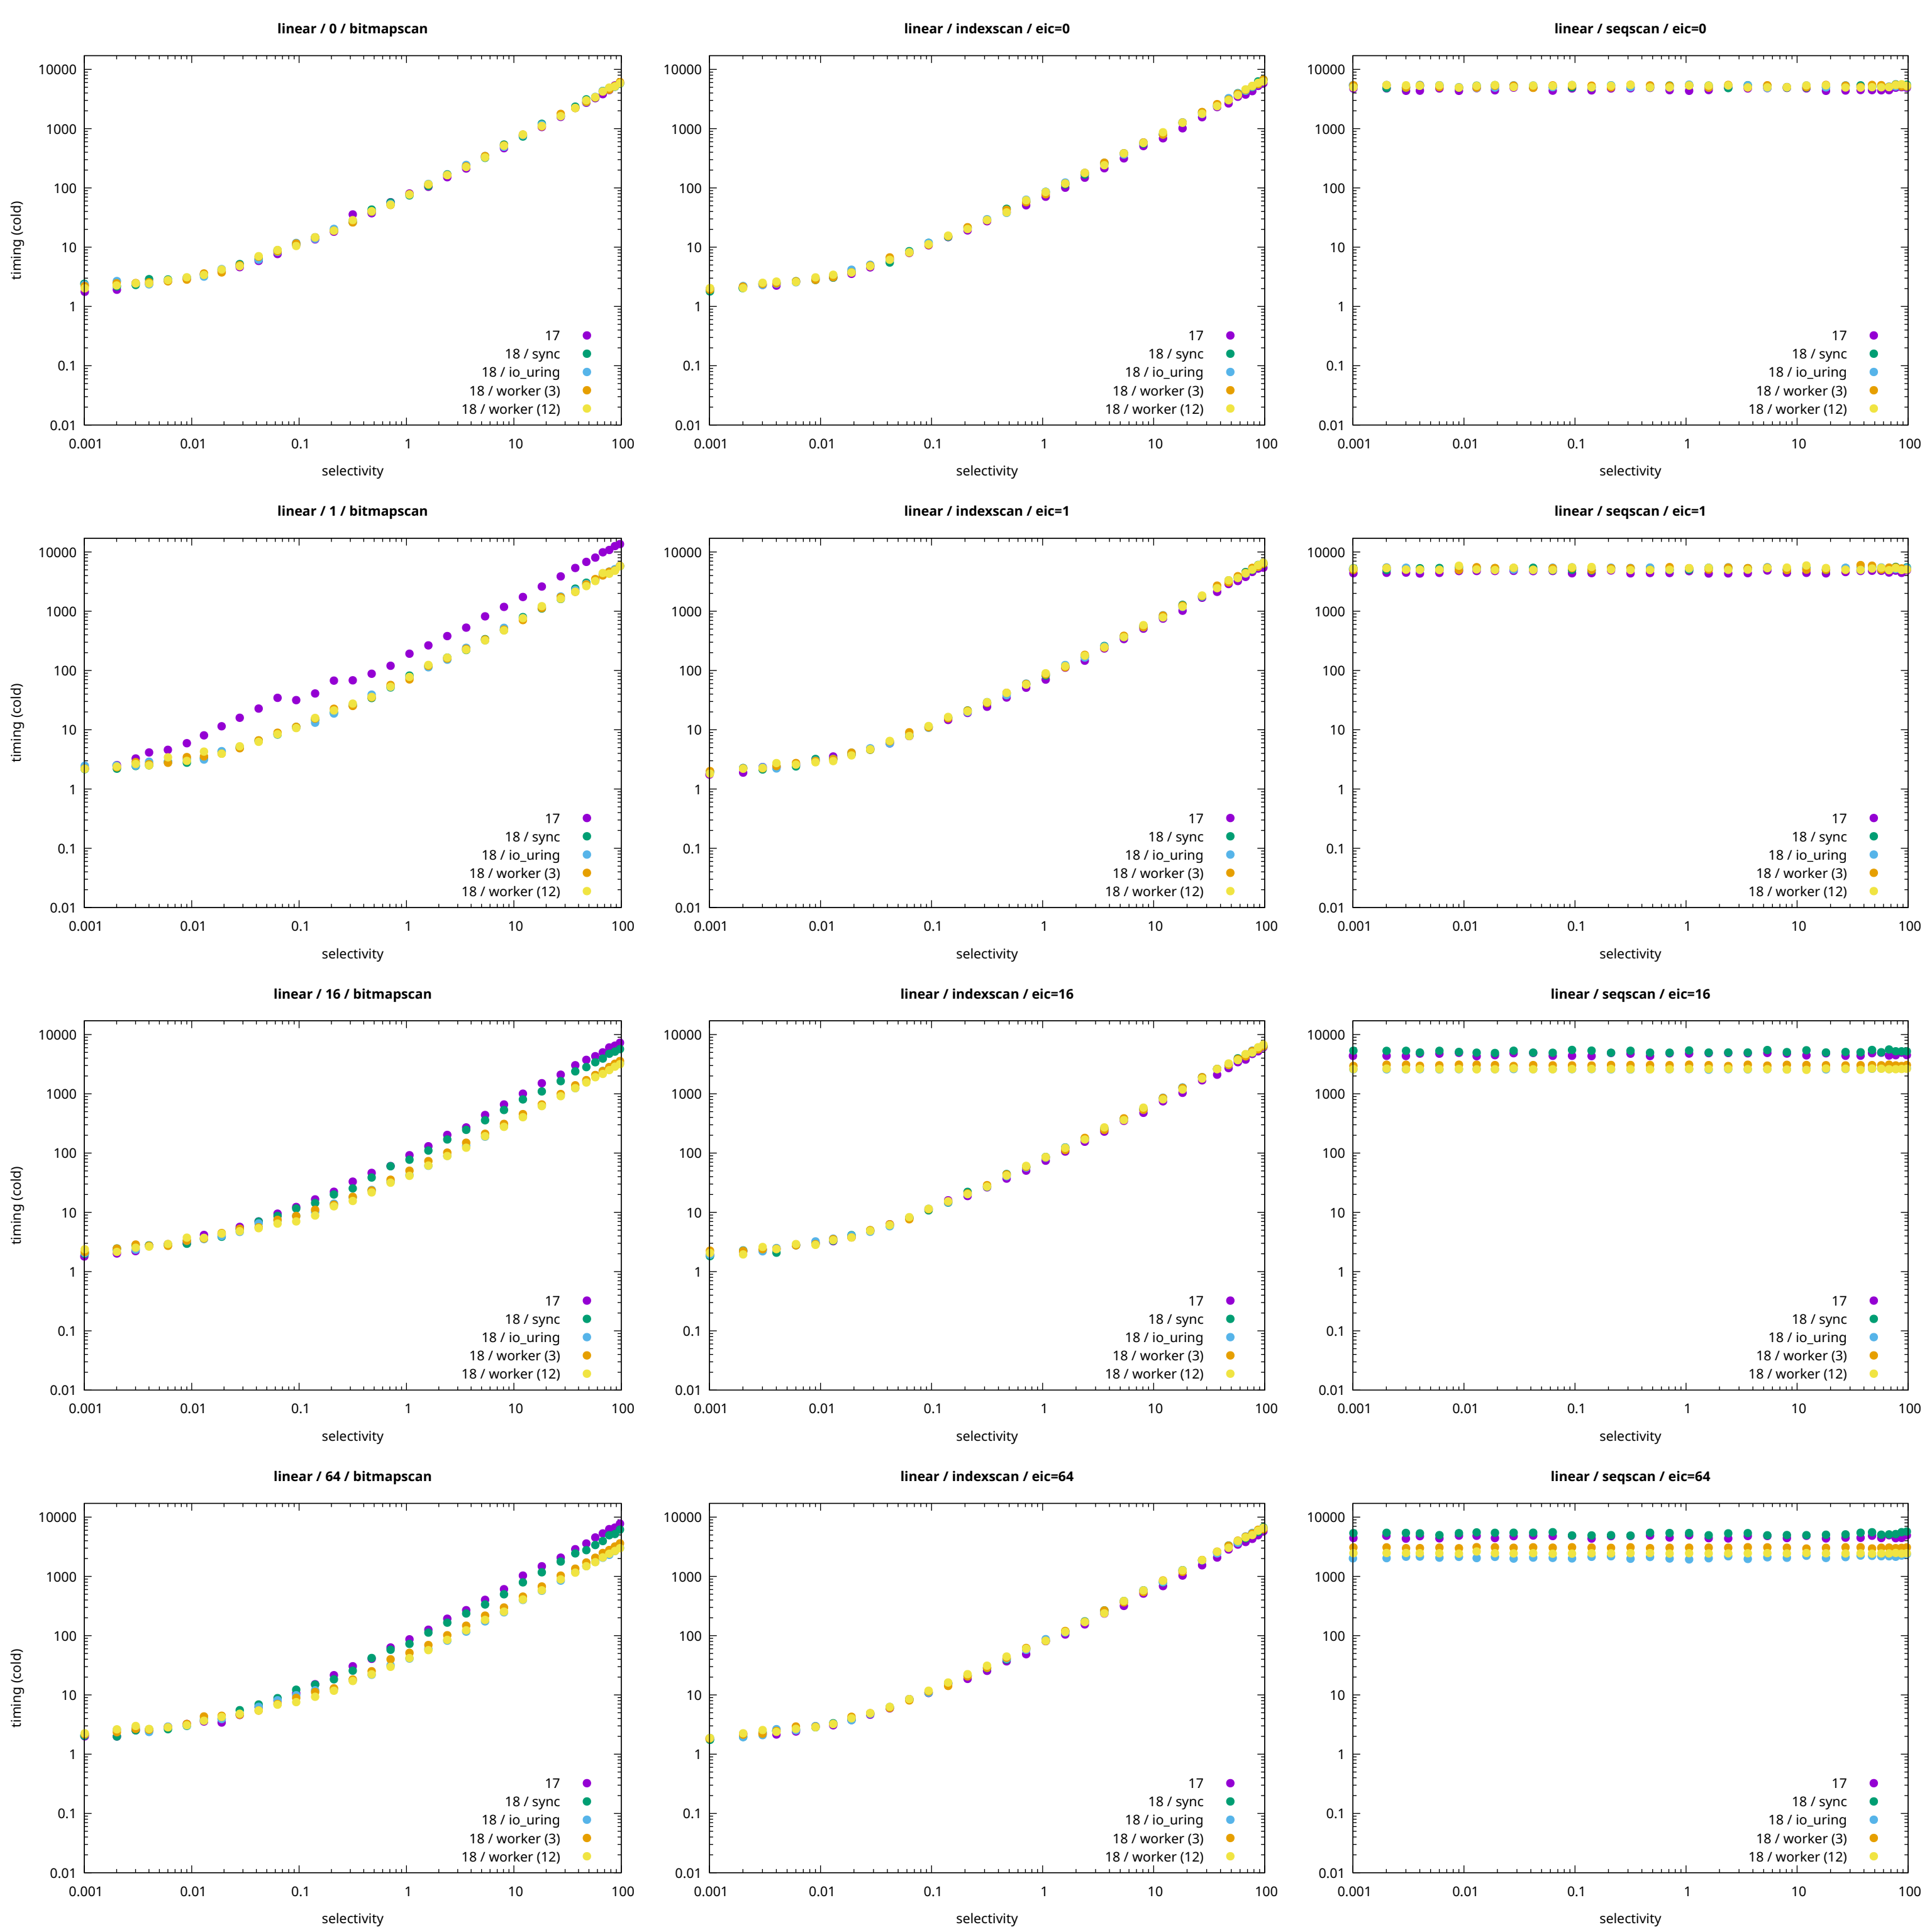 linear / 0 / bitmapscan
timing (cold)
10000
1000
100
10
1
0.1
0.01
17
18 / sync
18 / io_uring
18 / worker (3)
18 / worker (12)
0.001 0.01 0.1 1 10 100
selectivity
linear / indexscan / eic=0
10000
1000
100
10
1
0.1
0.01
17
18 / sync
18 / io_uring
18 / worker (3)
18 / worker (12)
0.001 0.01 0.1 1 10 100
selectivity
linear / seqscan / eic=0
10000
1000
100
10
1
0.1
0.01
17
18 / sync
18 / io_uring
18 / worker (3)
18 / worker (12)
0.001 0.01 0.1 1 10 100
selectivity
linear / 1 / bitmapscan
timing (cold)
10000
1000
100
10
1
0.1
0.01
17
18 / sync
18 / io_uring
18 / worker (3)
18 / worker (12)
0.001 0.01 0.1 1 10 100
selectivity
linear / indexscan / eic=1
10000
1000
100
10
1
0.1
0.01
17
18 / sync
18 / io_uring
18 / worker (3)
18 / worker (12)
0.001 0.01 0.1 1 10 100
selectivity
linear / seqscan / eic=1
10000
1000
100
10
1
0.1
0.01
17
18 / sync
18 / io_uring
18 / worker (3)
18 / worker (12)
0.001 0.01 0.1 1 10 100
selectivity
linear / 16 / bitmapscan
timing (cold)
10000
1000
100
10
1
0.1
0.01
17
18 / sync
18 / io_uring
18 / worker (3)
18 / worker (12)
0.001 0.01 0.1 1 10 100
selectivity
linear / indexscan / eic=16
10000
1000
100
10
1
0.1
0.01
17
18 / sync
18 / io_uring
18 / worker (3)
18 / worker (12)
0.001 0.01 0.1 1 10 100
selectivity
linear / seqscan / eic=16
10000
1000
100
10
1
0.1
0.01
17
18 / sync
18 / io_uring
18 / worker (3)
18 / worker (12)
0.001 0.01 0.1 1 10 100
selectivity
linear / 64 / bitmapscan
timing (cold)
10000
1000
100
10
1
0.1
0.01
17
18 / sync
18 / io_uring
18 / worker (3)
18 / worker (12)
0.001 0.01 0.1 1 10 100
selectivity
linear / indexscan / eic=64
10000
1000
100
10
1
0.1
0.01
17
18 / sync
18 / io_uring
18 / worker (3)
18 / worker (12)
0.001 0.01 0.1 1 10 100
selectivity
linear / seqscan / eic=64
10000
1000
100
10
1
0.1
0.01
17
18 / sync
18 / io_uring
18 / worker (3)
18 / worker (12)
0.001 0.01 0.1 1 10 100
selectivity